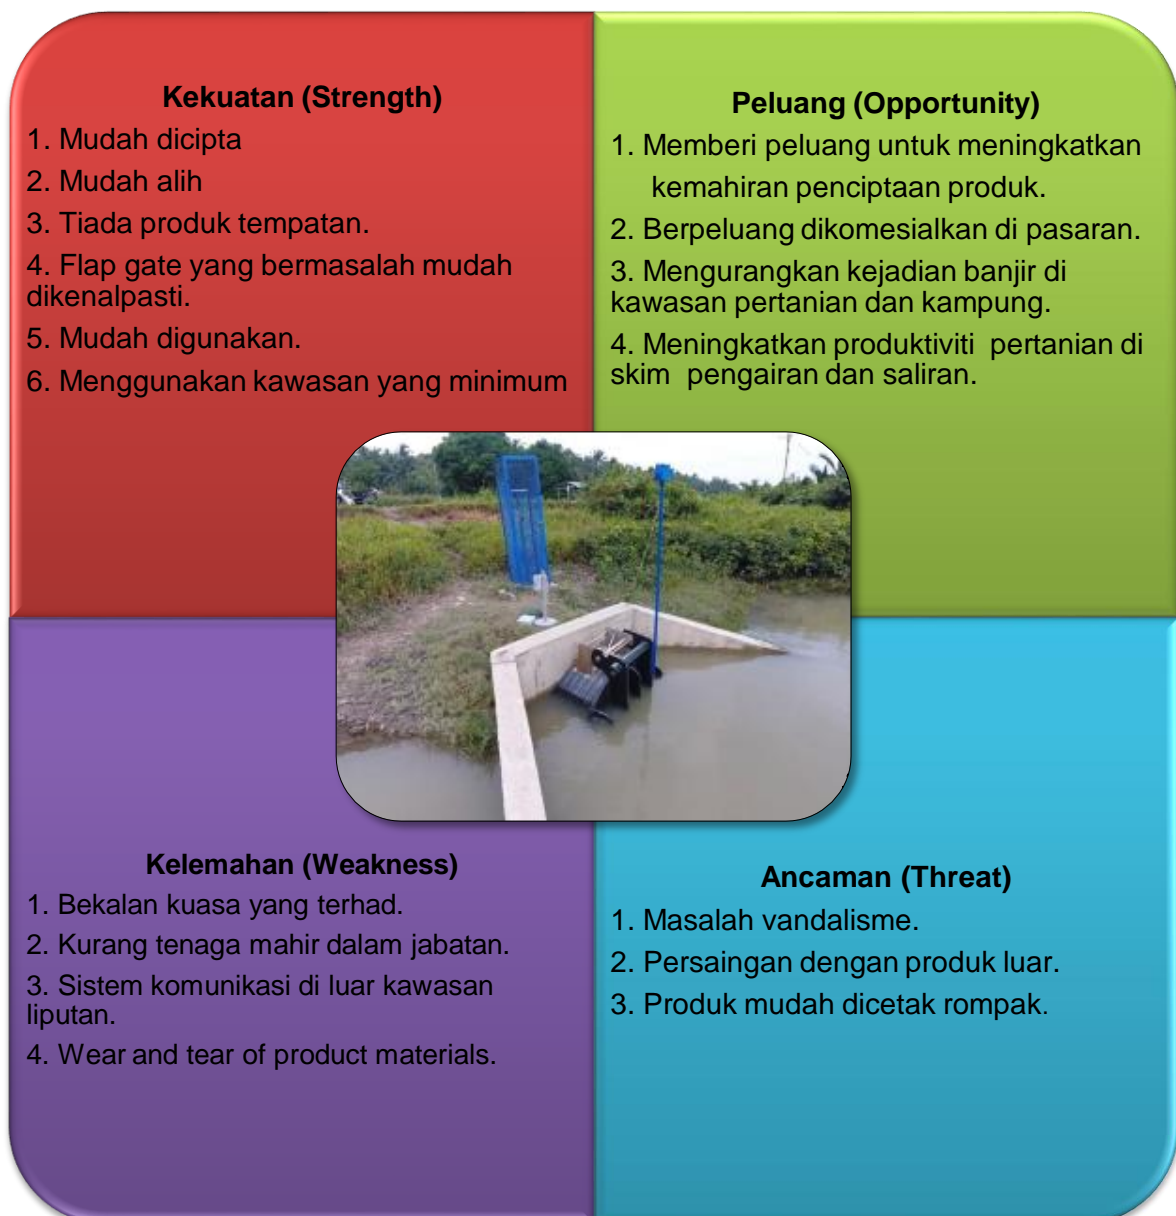 Kekuatan (Strength)
1. Mudah dicipta
2. Mudah alih
3. Tiada produk tempatan.
4. Flap gate yang bermasalah mudah
dikenalpasti.
5. Mudah digunakan.
6. Menggunakan kawasan yang minimum
Peluang (Opportunity)
1. Memberi peluang untuk meningkatkan
kemahiran penciptaan produk.
2. Berpeluang dikomesialkan di pasaran.
3. Mengurangkan kejadian banjir di
kawasan pertanian dan kampung.
4. Meningkatkan produktiviti pertanian di
skim pengairan dan saliran.
Kelemahan (Weakness)
1. Bekalan kuasa yang terhad.
2. Kurang tenaga mahir dalam jabatan.
3. Sistem komunikasi di luar kawasan
liputan.
4. Wear and tear of product materials.
Ancaman (Threat)
1. Masalah vandalisme.
2. Persaingan dengan produk luar.
3. Produk mudah dicetak rompak.